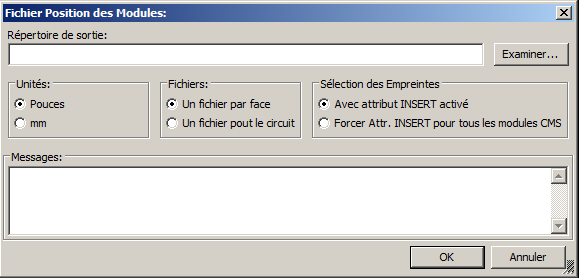 Fichier Position des Modules:
Répertoire de sortie:
Examiner...
Unités:
Pouces
mm
Fichiers:
Un fichier par face
Un fichier pout le circuit
Sélection des Empreintes
Avec attribut INSERT activé
Forcer Attr. INSERT pour tous les modules CMS
Messages:
OK
Annuler